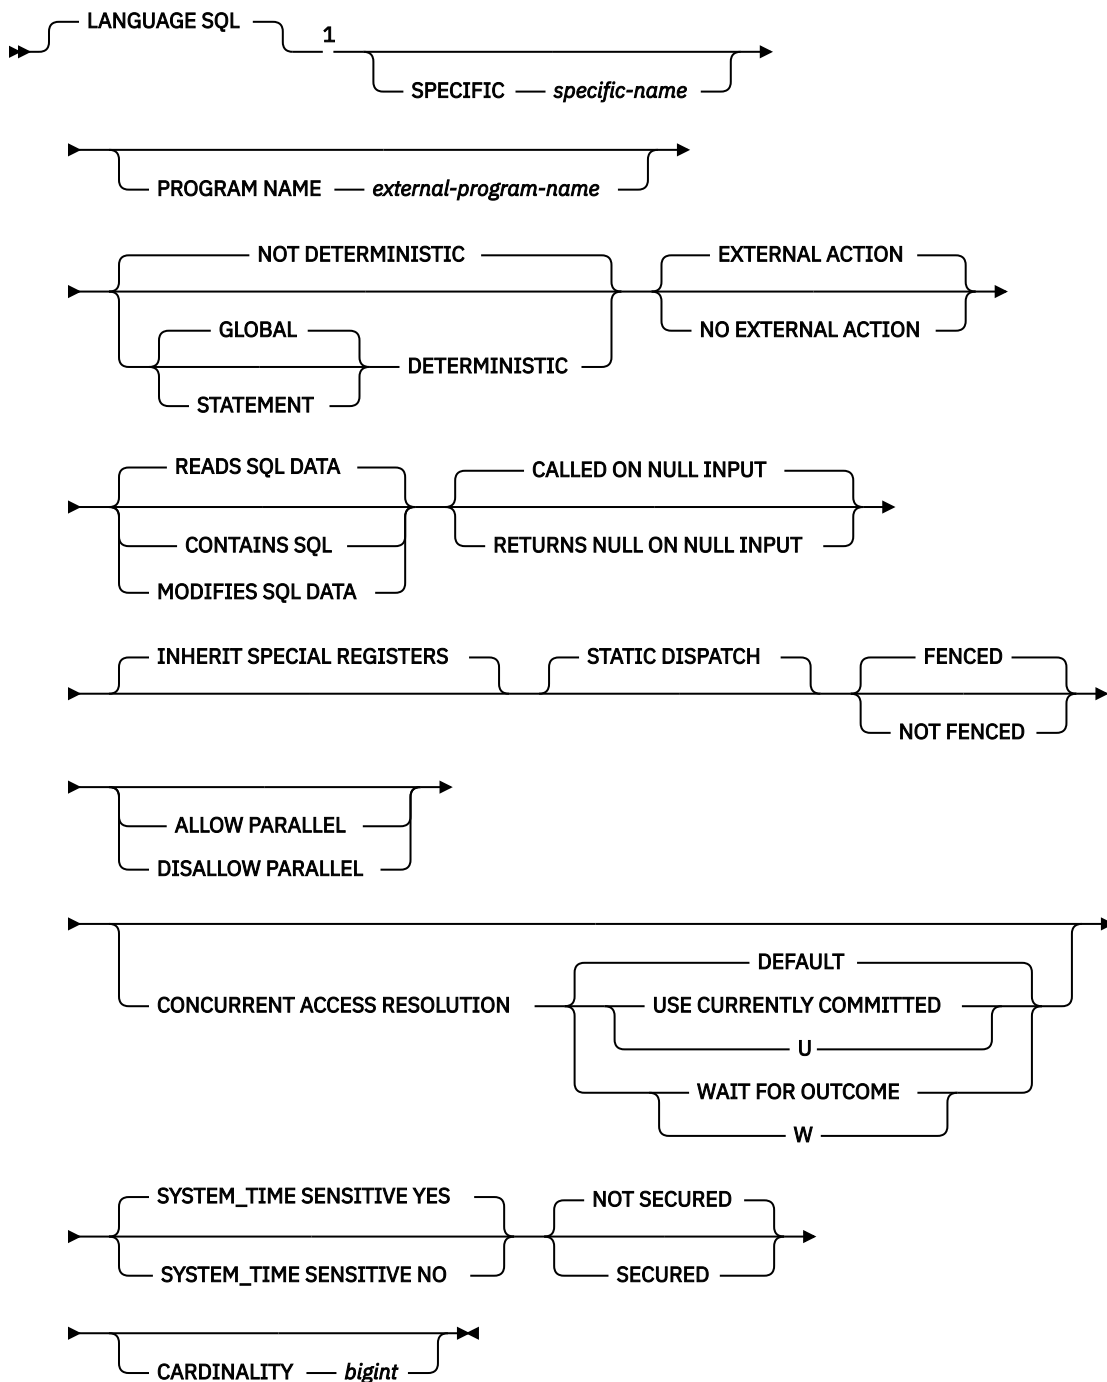 LANGUAGE SQL
1
SPECIFIC specific-name
PROGRAM NAME external-program-name
NOT DETERMINISTIC EXTERNAL ACTION
GLOBAL NO EXTERNAL ACTION
DETERMINISTIC
STATEMENT
READS SQL DATA CALLED ON NULL INPUT
CONTAINS SQL RETURNS NULL ON NULL INPUT
MODIFIES SQL DATA
INHERIT SPECIAL REGISTERS STATIC DISPATCH FENCED
NOT FENCED
ALLOW PARALLEL
DISALLOW PARALLEL
DEFAULT
CONCURRENT ACCESS RESOLUTION USE CURRENTLY COMMITTED
U
WAIT FOR OUTCOME
W
SYSTEM_TIME SENSITIVE YES NOT SECURED
SYSTEM_TIME SENSITIVE NO SECURED
CARDINALITY bigint